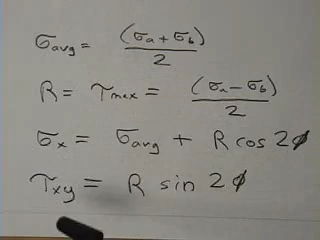 σavg = (σa + σb) / 2
R = τmax = (σa - σb) / 2
σx = σavg + R cos 2ϕ
τxy = R sin 2ϕ